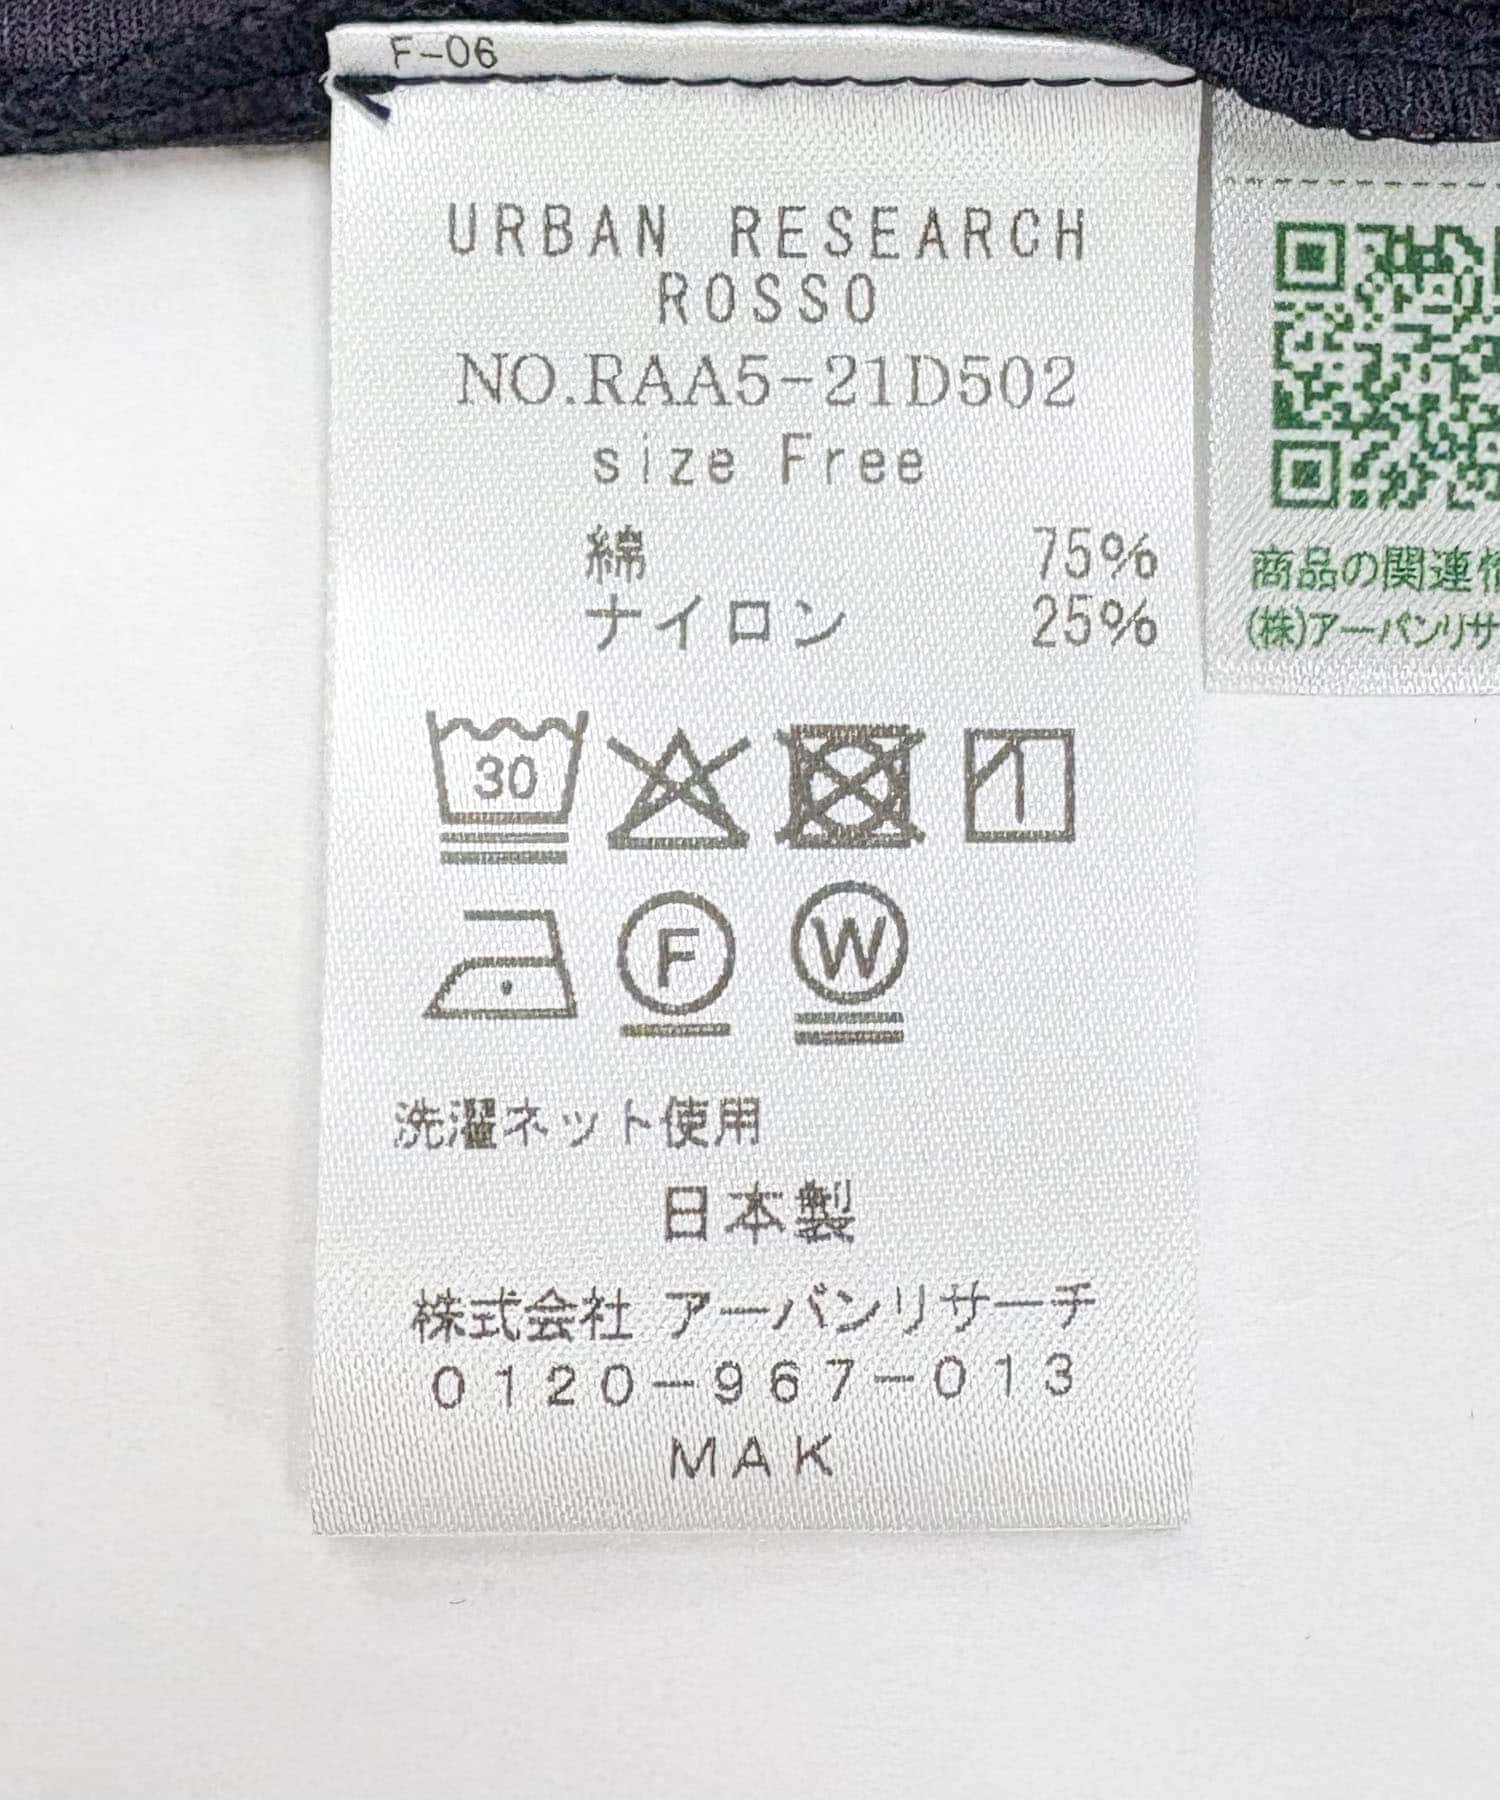 F-06
URBAN RESEARCH
ROSSO
NO.RAA5-21D502
size Free
綿 75%
ナイロン 25%
30
F
W
洗濯ネット使用
日本製
株式会社 アーバンリサーチ
0120-967-013
MAK
商品の関連情
(株)アーバンリサ